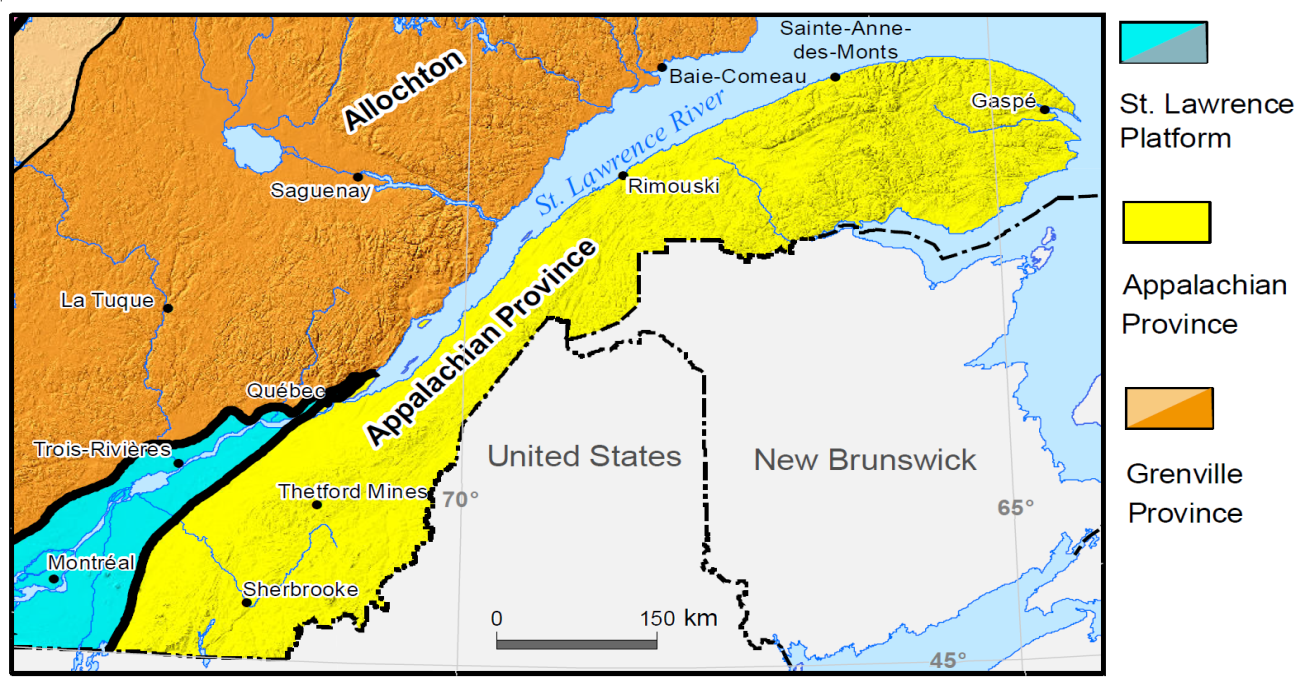 Sainte-Anne-
des-Monts
Baie-Comeau
Allochton
Gaspé
St. Lawrence River
Saguenay
Rimouski
La Tuque
Appalachian Province
Québec
Trois-Rivières
United States
New Brunswick
Thetford Mines
70°
65°
Montréal
Sherbrooke
0
150 km
45°
St. Lawrence
Platform
Appalachian
Province
Grenville
Province